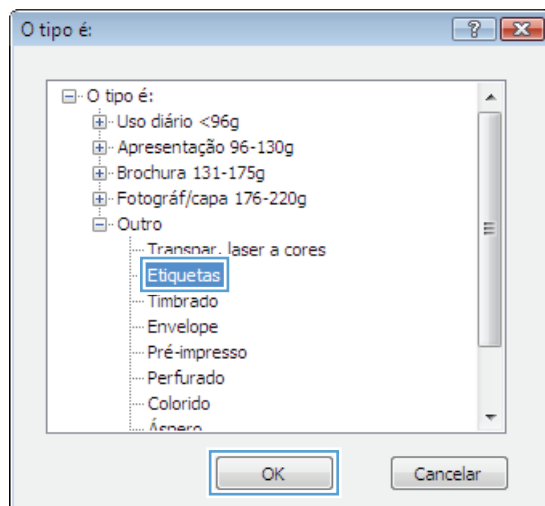 O tipo é:
O tipo é:
Uso diário <96g
Apresentação 96-130g
Brochura 131-175g
Fotográf/capa 176-220g
Outro
Transpar. laser a cores
Etiquetas
Timbrado
Envelope
Pré-impresso
Perfurado
Colorido
Áspero
OK Cancelar